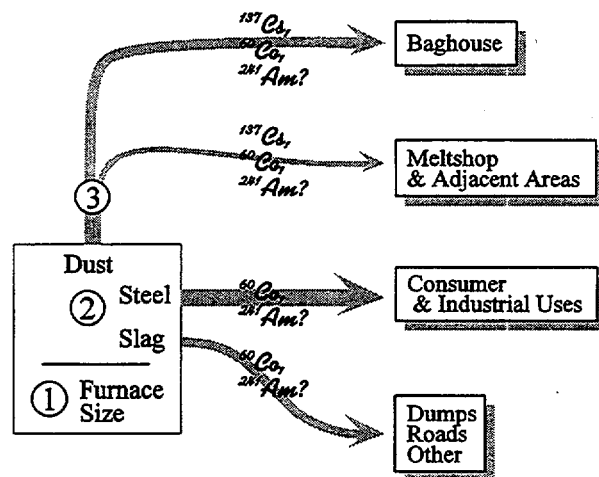 ¹³⁷Cs,
⁶⁰Co,
²⁴¹Am?
Baghouse
¹³⁷Cs,
⁶⁰Co,
²⁴¹Am?
Meltshop
& Adjacent Areas
3
Dust
2 Steel
⁶⁰Co,
²⁴¹Am?
Consumer
& Industrial Uses
Slag
⁶⁰Co,
²⁴¹Am?
1 Furnace
Size
Dumps
Roads
Other